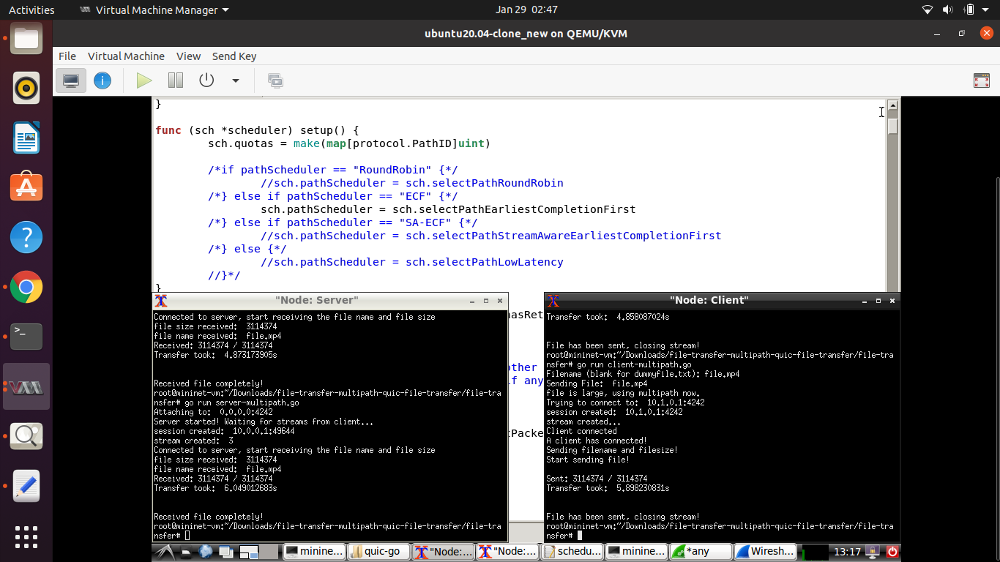 Activities
Virtual Machine Manager
Jan 29 02:47
ubuntu20.04-clone_new on QEMU/KVM
File Virtual Machine View Send Key
}
func (sch *scheduler) setup() {
sch.quotas = make(map[protocol.PathID]uint)
/*if pathScheduler == "RoundRobin" {*/
//sch.pathScheduler = sch.selectPathRoundRobin
/*} else if pathScheduler == "ECF" {*/
sch.pathScheduler = sch.selectPathEarliestCompletionFirst
/*} else if pathScheduler == "SA-ECF" {*/
//sch.pathScheduler = sch.selectPathStreamAwareEarliestCompletionFirst
/*} else {*/
//sch.pathScheduler = sch.selectPathLowLatency
//}*/
}
"Node: Server"
Connected to server, start receiving the file name and file size
file size received: 3114374
file name received: file.mp4
Received: 3114374 / 3114374
Transfer took: 4.873173905s
Received file completely!
root@mininet-vm:~/Downloads/file-transfer-multipath-quic-file-transfer/file-tra
nsfer# go run server-multipath.go
Attaching to: 0.0.0.0:4242
Server started! Waiting for streams from client...
session created: 10.0.0.1:49644
stream created: 3
Connected to server, start receiving the file name and file size
file size received: 3114374
file name received: file.mp4
Received: 3114374 / 3114374
Transfer took: 6.049012683s
Received file completely!
root@mininet-vm:~/Downloads/file-transfer-multipath-quic-file-transfer/file-tra
nsfer#
hasRet
other
if any
tPacke
"Node: Client"
Transfer took: 4.858087024s
File has been sent, closing stream!
root@mininet-vm:~/Downloads/file-transfer-multipath-quic-file-transfer/file-tra
nsfer# go run client-multipath.go
Filename (blank for dummyfile.txt): file.mp4
Sending File: file.mp4
file is large, using multipath now.
Trying to connect to: 10.1.0.1:4242
session created: 10.1.0.1:4242
stream created...
Client connected
A client has connected!
Sending filename and filesize!
Start sending file!
Sent: 3114374 / 3114374
Transfer took: 5.898230831s
File has been sent, closing stream!
root@mininet-vm:~/Downloads/file-transfer-multipath-quic-file-transfer/file-tra
nsfer#
minine... quic-go "Node:... "Node:... schedu... minine... *any Wiresh... 13:17